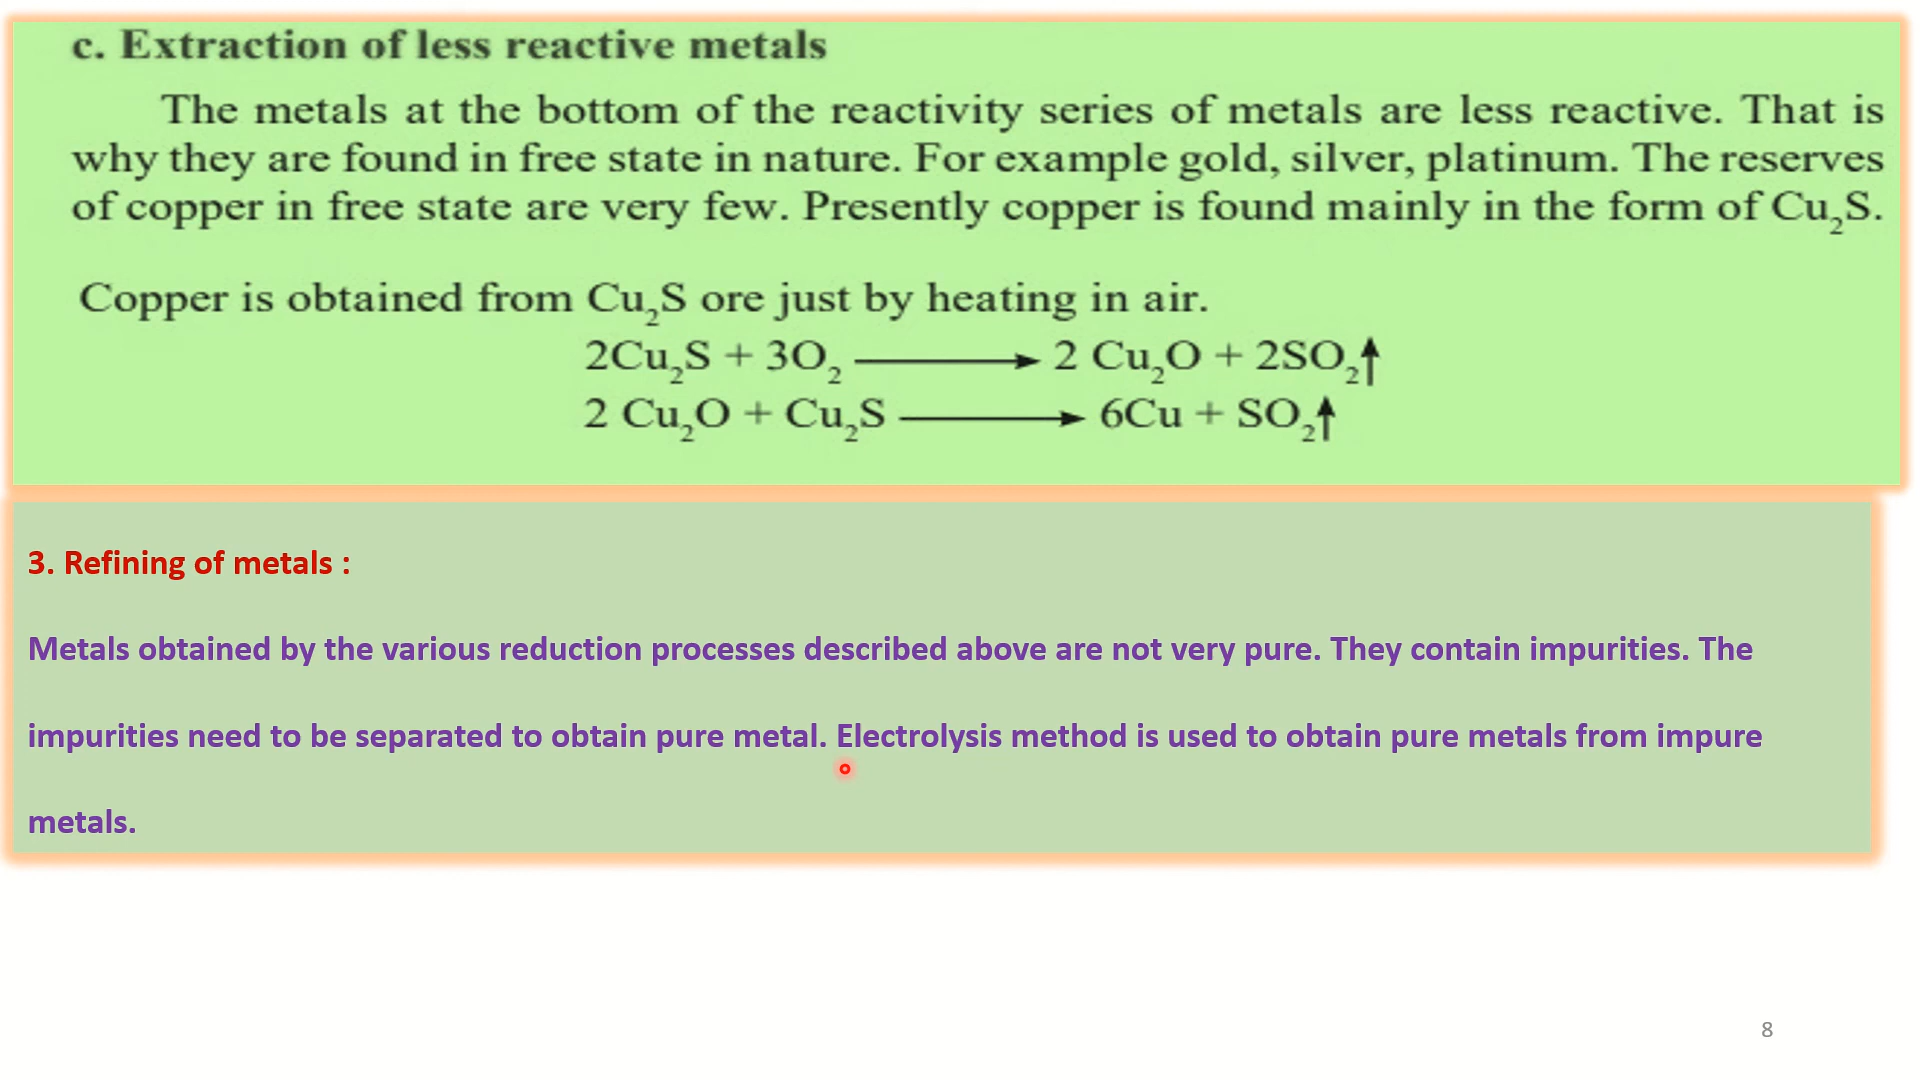 c. Extraction of less reactive metals
The metals at the bottom of the reactivity series of metals are less reactive. That is
why they are found in free state in nature. For example gold, silver, platinum. The reserves
of copper in free state are very few. Presently copper is found mainly in the form of Cu₂S.
Copper is obtained from Cu₂S ore just by heating in air.
2Cu₂S + 3O₂ ⟶ 2 Cu₂O + 2SO₂↑
2 Cu₂O + Cu₂S ⟶ 6Cu + SO₂↑
3. Refining of metals :
Metals obtained by the various reduction processes described above are not very pure. They contain impurities. The
impurities need to be separated to obtain pure metal. Electrolysis method is used to obtain pure metals from impure
metals.
8